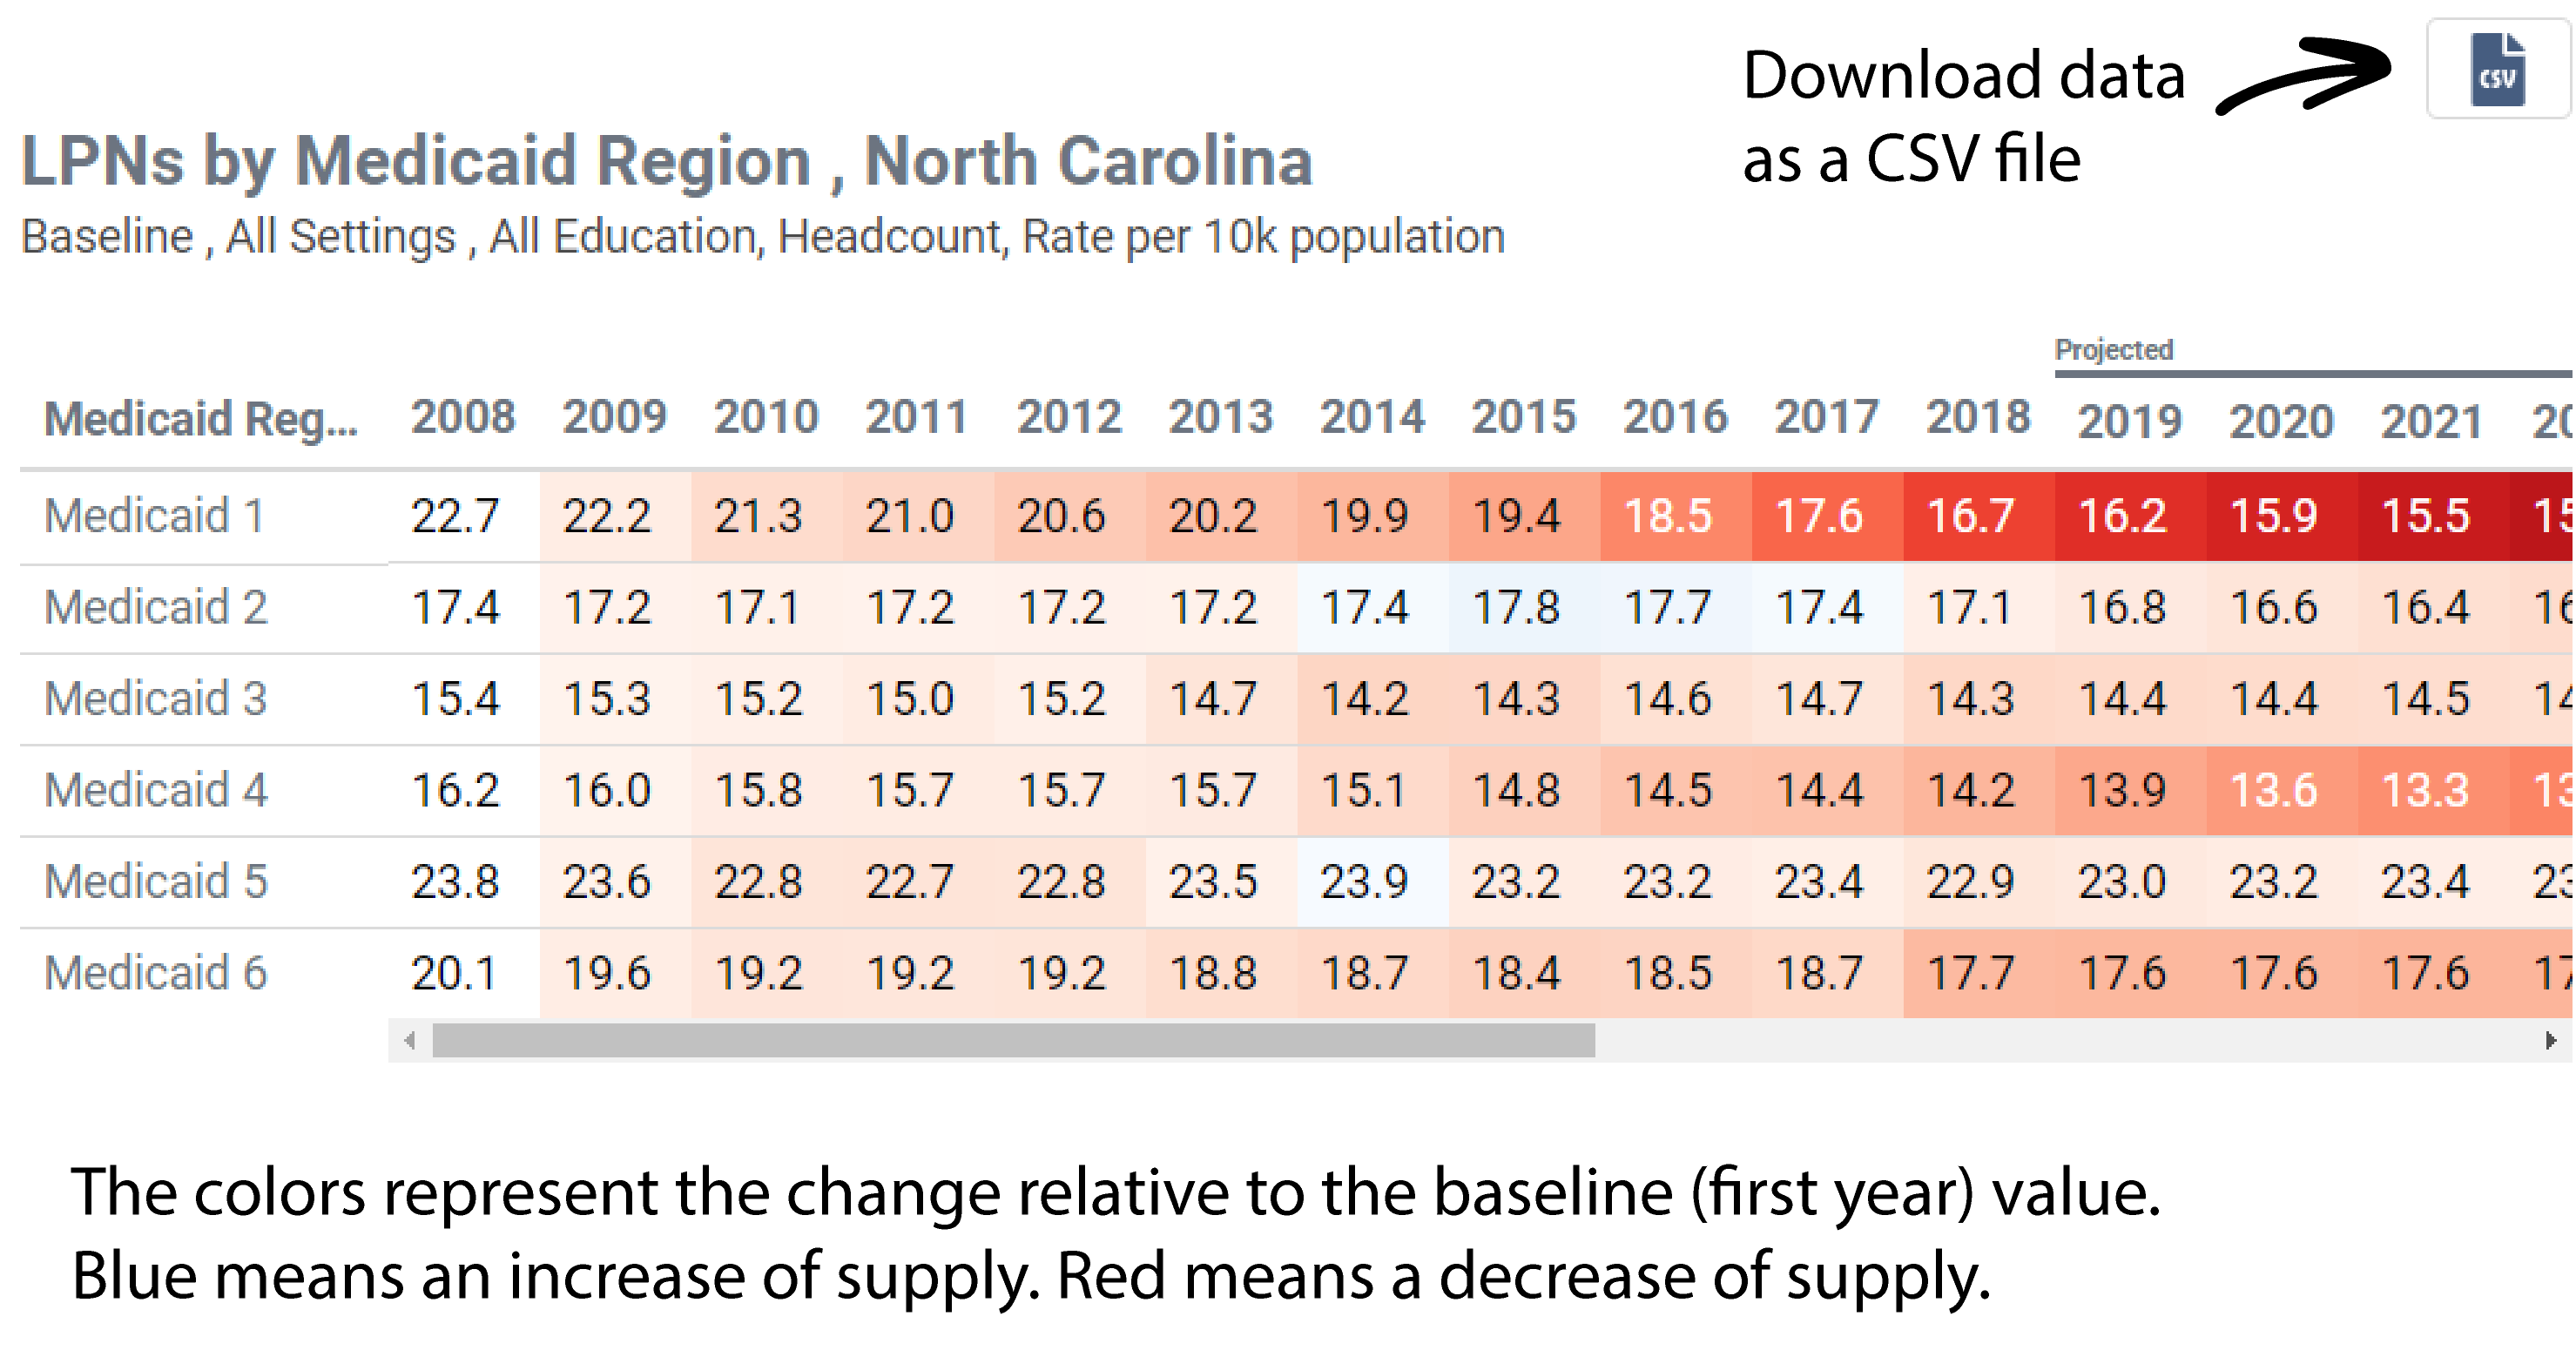 Download data
as a CSV file
CSV
LPNs by Medicaid Region , North Carolina
Baseline , All Settings , All Education, Headcount, Rate per 10k population
Projected
Medicaid Reg... 2008 2009 2010 2011 2012 2013 2014 2015 2016 2017 2018 2019 2020 2021 20
Medicaid 1 22.7 22.2 21.3 21.0 20.6 20.2 19.9 19.4 18.5 17.6 16.7 16.2 15.9 15.5 15
Medicaid 2 17.4 17.2 17.1 17.2 17.2 17.2 17.4 17.8 17.7 17.4 17.1 16.8 16.6 16.4 16
Medicaid 3 15.4 15.3 15.2 15.0 15.2 14.7 14.2 14.3 14.6 14.7 14.3 14.4 14.4 14.5 14
Medicaid 4 16.2 16.0 15.8 15.7 15.7 15.7 15.1 14.8 14.5 14.4 14.2 13.9 13.6 13.3 13
Medicaid 5 23.8 23.6 22.8 22.7 22.8 23.5 23.9 23.2 23.2 23.4 22.9 23.0 23.2 23.4 23
Medicaid 6 20.1 19.6 19.2 19.2 19.2 18.8 18.7 18.4 18.5 18.7 17.7 17.6 17.6 17.6 17
The colors represent the change relative to the baseline (first year) value.
Blue means an increase of supply. Red means a decrease of supply.